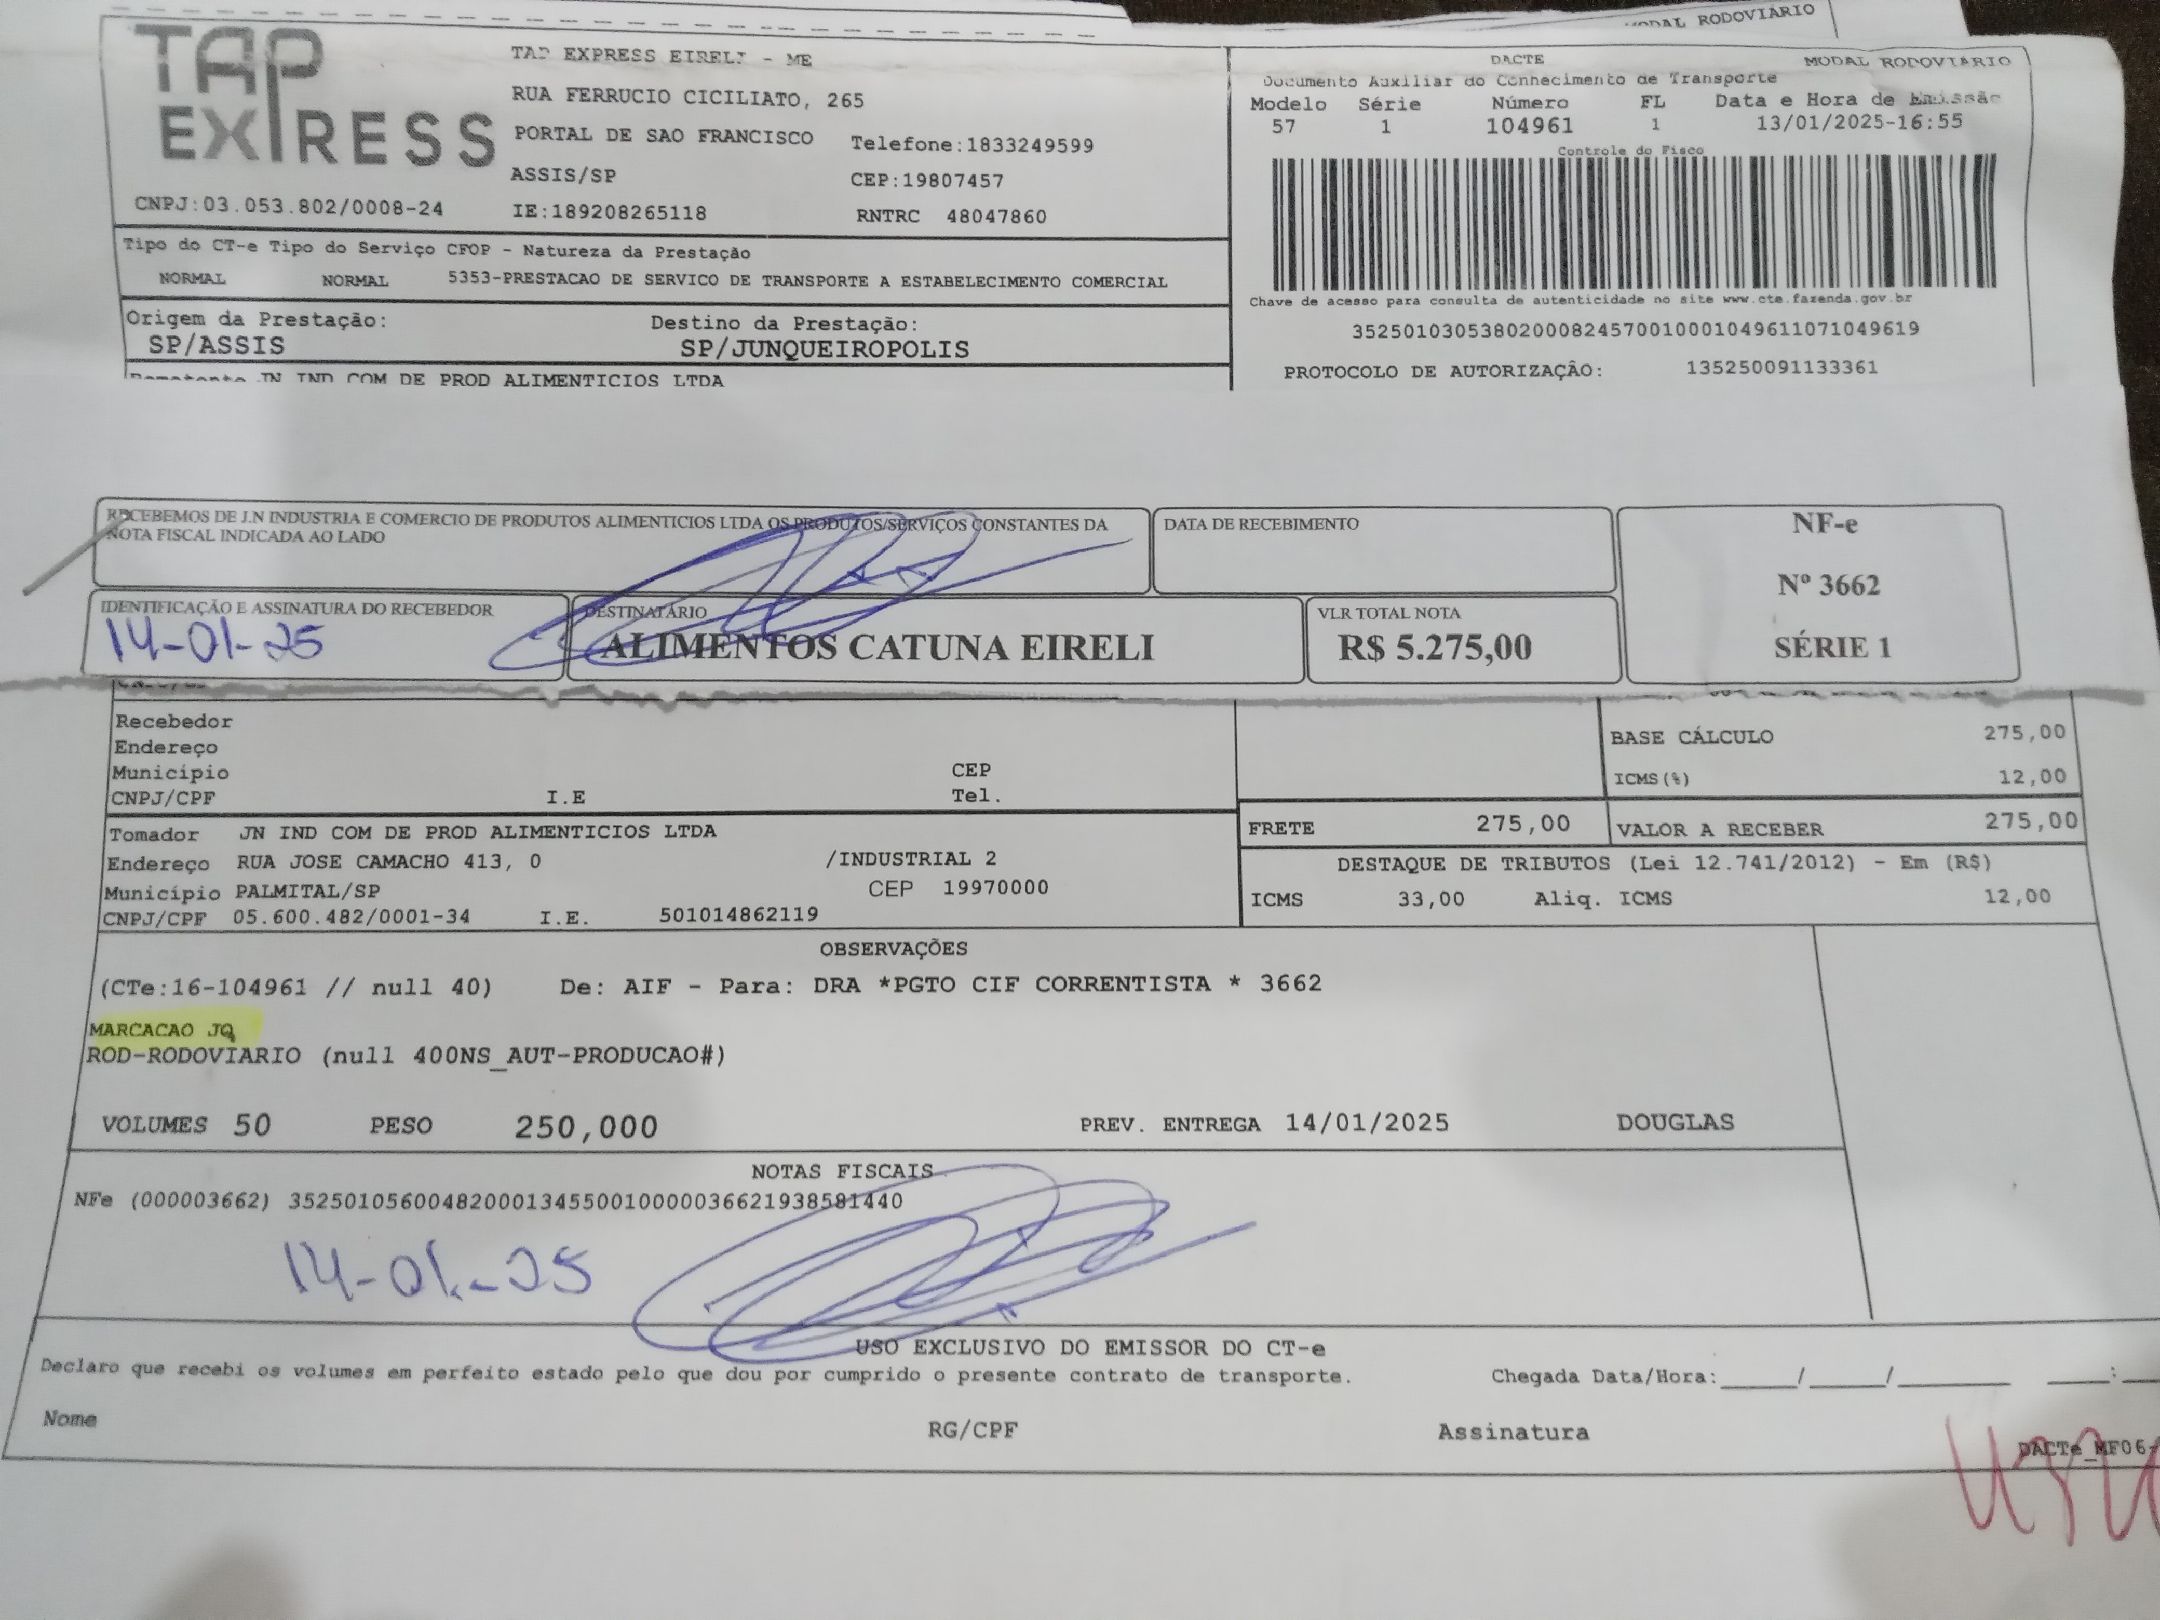 MODAL RODOVIÁRIO
TAP EXPRESS
TAP EXPRESS EIRELI - ME
RUA FERRUCIO CICILIATO, 265
PORTAL DE SAO FRANCISCO Telefone:1833249599
ASSIS/SP CEP:19807457
CNPJ:03.053.802/0008-24 IE:189208265118 RNTRC 48047860
DACTE MODAL RODOVIÁRIO
Documento Auxiliar do Conhecimento de Transporte
Modelo Série Número FL Data e Hora de Emissão
57 1 104961 1 13/01/2025-16:55
Controle do Fisco
Tipo do CT-e Tipo do Serviço CFOP - Natureza da Prestação
NORMAL NORMAL 5353-PRESTACAO DE SERVICO DE TRANSPORTE A ESTABELECIMENTO COMERCIAL
Chave de acesso para consulta de autenticidade no site www.cte.fazenda.gov.br
35250103053802000824570010001049611071049619
Origem da Prestação: Destino da Prestação:
SP/ASSIS SP/JUNQUEIROPOLIS
PROTOCOLO DE AUTORIZAÇÃO: 135250091133361
Remetente JN IND COM DE PROD ALIMENTICIOS LTDA
RECEBEMOS DE J.N INDUSTRIA E COMERCIO DE PRODUTOS ALIMENTICIOS LTDA OS PRODUTOS/SERVIÇOS CONSTANTES DA
NOTA FISCAL INDICADA AO LADO
DATA DE RECEBIMENTO
NF-e
Nº 3662
SÉRIE 1
IDENTIFICAÇÃO E ASSINATURA DO RECEBEDOR
14-01-25
DESTINATÁRIO
ALIMENTOS CATUNA EIRELI
VLR TOTAL NOTA
R$ 5.275,00
Recebedor
Endereço
Município CEP
CNPJ/CPF I.E Tel.
BASE CÁLCULO 275,00
ICMS(%) 12,00
FRETE 275,00 VALOR A RECEBER 275,00
Tomador JN IND COM DE PROD ALIMENTICIOS LTDA
Endereço RUA JOSE CAMACHO 413, 0 /INDUSTRIAL 2
Município PALMITAL/SP CEP 19970000
CNPJ/CPF 05.600.482/0001-34 I.E. 501014862119
DESTAQUE DE TRIBUTOS (Lei 12.741/2012) - Em (R$)
ICMS 33,00 Aliq. ICMS 12,00
OBSERVAÇÕES
(CTe:16-104961 // null 40) De: AIF - Para: DRA *PGTO CIF CORRENTISTA * 3662
MARCACAO JQ
ROD-RODOVIARIO (null 400NS_AUT-PRODUCAO#)
VOLUMES 50 PESO 250,000 PREV. ENTREGA 14/01/2025 DOUGLAS
NOTAS FISCAIS
NFe (000003662) 35250105600482000134550010000036621938581440
14-01-25
USO EXCLUSIVO DO EMISSOR DO CT-e
Declaro que recebi os volumes em perfeito estado pelo que dou por cumprido o presente contrato de transporte. Chegada Data/Hora:_____/_____/_______ ____:__
Nome RG/CPF Assinatura
DACTe_MF06-